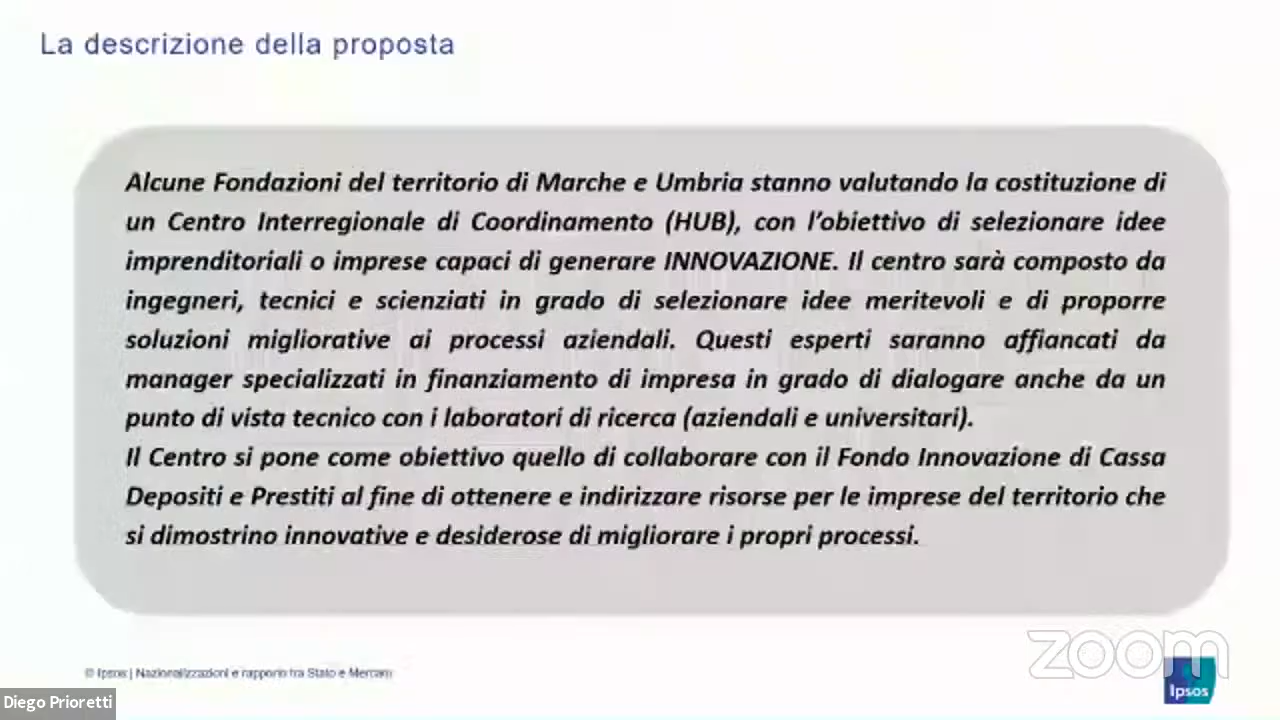 La descrizione della proposta
Alcune Fondazioni del territorio di Marche e Umbria stanno valutando la costituzione di
un Centro Interregionale di Coordinamento (HUB), con l'obiettivo di selezionare idee
imprenditoriali o imprese capaci di generare INNOVAZIONE. Il centro sarà composto da
ingegneri, tecnici e scienziati in grado di selezionare idee meritevoli e di proporre
soluzioni migliorative ai processi aziendali. Questi esperti saranno affiancati da
manager specializzati in finanziamento di impresa in grado di dialogare anche da un
punto di vista tecnico con i laboratori di ricerca (aziendali e universitari).
Il Centro si pone come obiettivo quello di collaborare con il Fondo Innovazione di Cassa
Depositi e Prestiti al fine di ottenere e indirizzare risorse per le imprese del territorio che
si dimostrino innovative e desiderose di migliorare i propri processi.
© Ipsos | Nazionalizzazioni e rapporto fra Stato e Mercato
zoom
Ipsos
Diego Prioretti